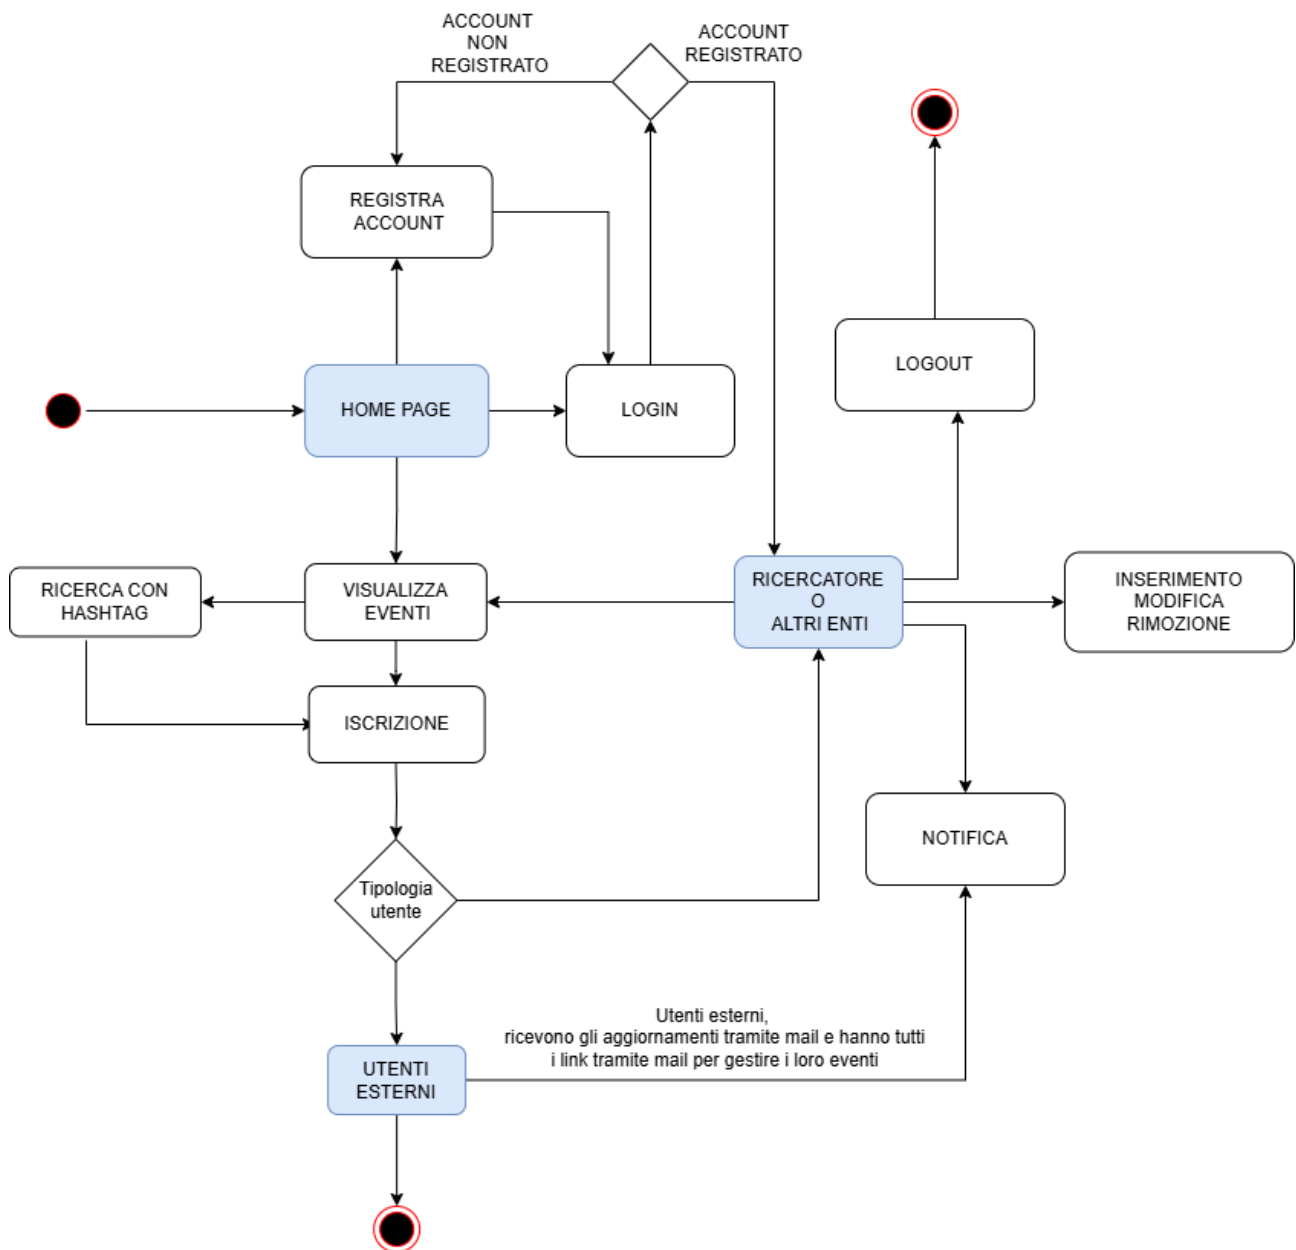 ACCOUNT
NON
REGISTRATO
ACCOUNT
REGISTRATO
REGISTRA
ACCOUNT
LOGOUT
HOME PAGE
LOGIN
RICERCA CON
HASHTAG
VISUALIZZA
EVENTI
RICERCATORE
O
ALTRI ENTI
INSERIMENTO
MODIFICA
RIMOZIONE
ISCRIZIONE
NOTIFICA
Tipologia
utente
Utenti esterni,
ricevono gli aggiornamenti tramite mail e hanno tutti
i link tramite mail per gestire i loro eventi
UTENTI
ESTERNI